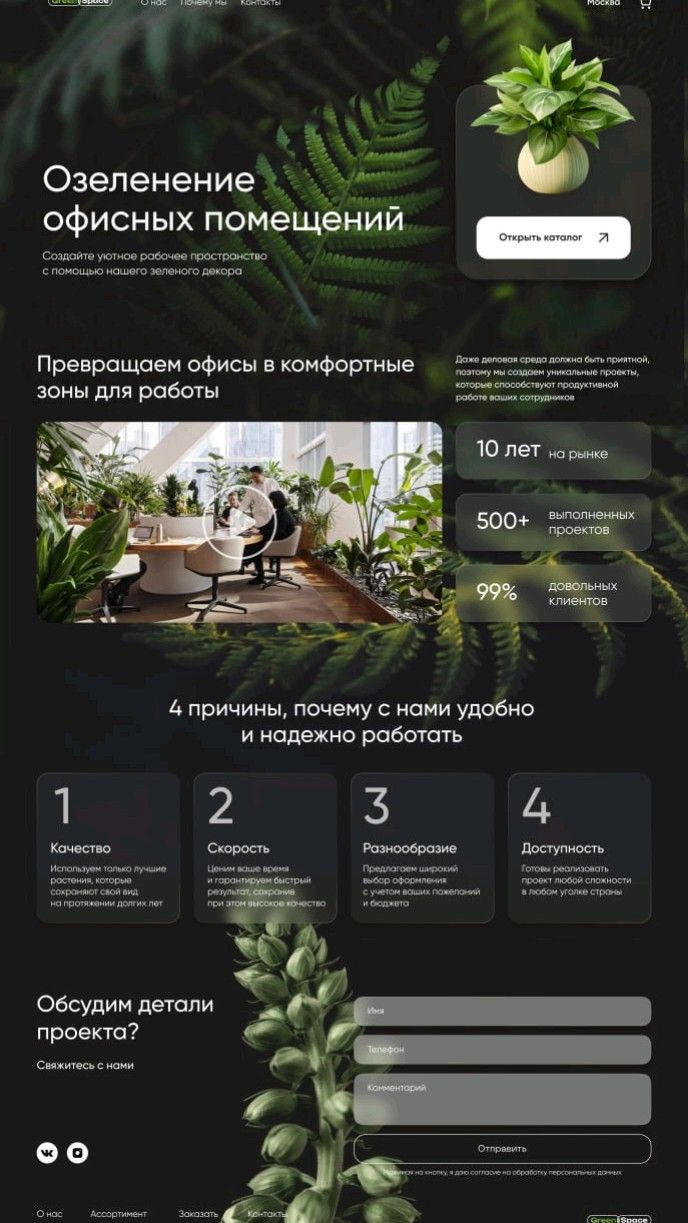 GreenSpace
О нас Почему мы Контакты
Москва
Озеленение
офисных помещений
Создайте уютное рабочее пространство
с помощью нашего зеленого декора
Открыть каталог
Превращаем офисы в комфортные
зоны для работы
Даже деловая среда должна быть приятной,
поэтому мы создаем уникальные проекты,
которые способствуют продуктивной
работе ваших сотрудников
10 лет на рынке
500+ выполненных
проектов
99% довольных
клиентов
4 причины, почему с нами удобно
и надежно работать
1
Качество
Используем только лучшие
растения, которые
сохраняют свой вид
на протяжении долгих лет
2
Скорость
Ценим ваше время
и гарантируем быстрый
результат, сохранив
при этом высокое качество
3
Разнообразие
Предлагаем широкий
выбор оформления
с учетом ваших пожеланий
и бюджета
4
Доступность
Готовы реализовать
проект любой сложности
в любом уголке страны
Обсудим детали
проекта?
Свяжитесь с нами
Имя
Телефон
Комментарий
Отправить
Нажимая на кнопку, я даю согласие на обработку персональных данных
О нас Ассортимент Заказать Контакты
GreenSpace